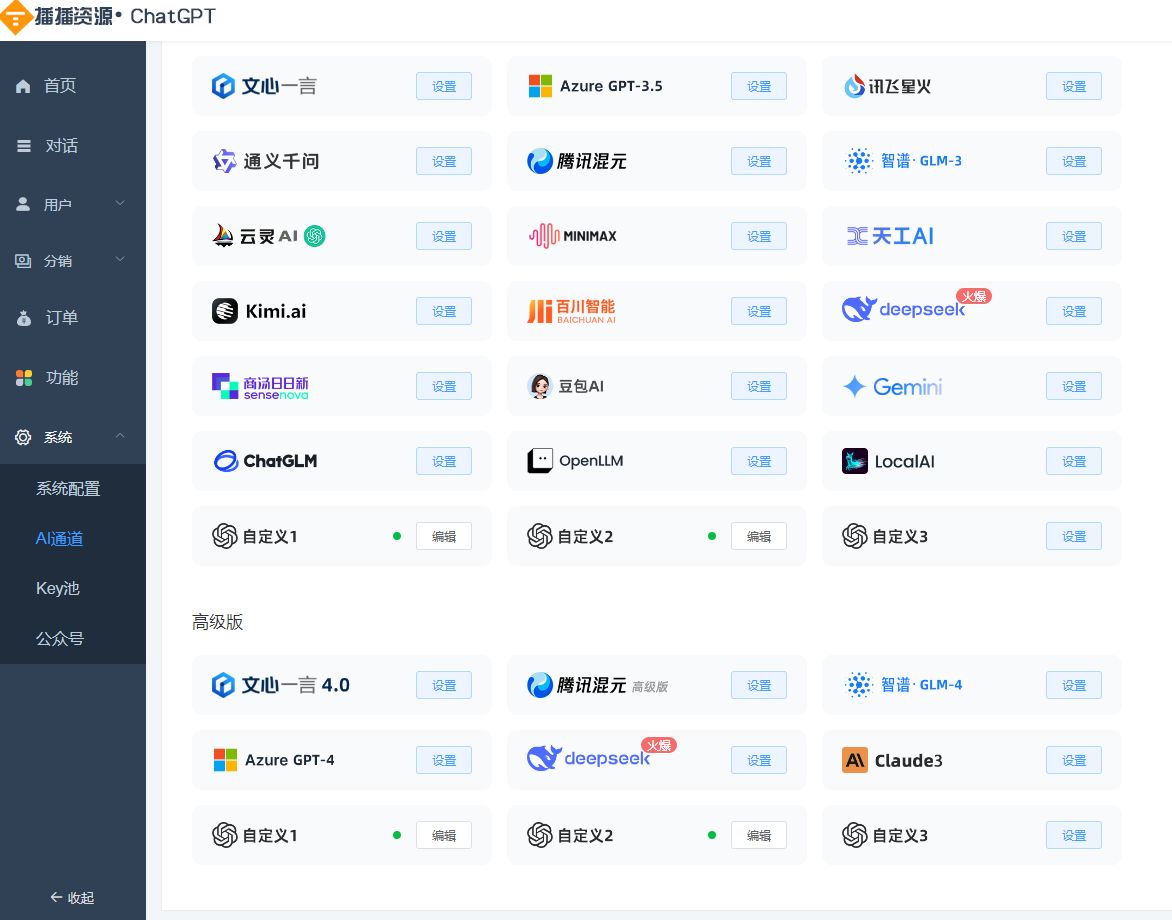 播播资源• ChatGPT
首页
对话
用户
分销
订单
功能
系统
系统配置
AI通道
Key池
公众号
收起
文心一言 设置
Azure GPT-3.5 设置
讯飞星火 设置
通义千问 设置
腾讯混元 设置
智谱·GLM-3 设置
云灵AI 设置
MINIMAX 设置
天工AI 设置
Kimi.ai 设置
百川智能 设置
BAICHUAN AI
deepseek 火爆 设置
商汤日日新 设置
sensenova
豆包AI 设置
Gemini 设置
ChatGLM 设置
OpenLLM 设置
LocalAI 设置
自定义1 编辑
自定义2 编辑
自定义3 设置
高级版
文心一言 4.0 设置
腾讯混元 高级版 设置
智谱·GLM-4 设置
Azure GPT-4 设置
deepseek 火爆 设置
Claude3 设置
自定义1 编辑
自定义2 编辑
自定义3 设置